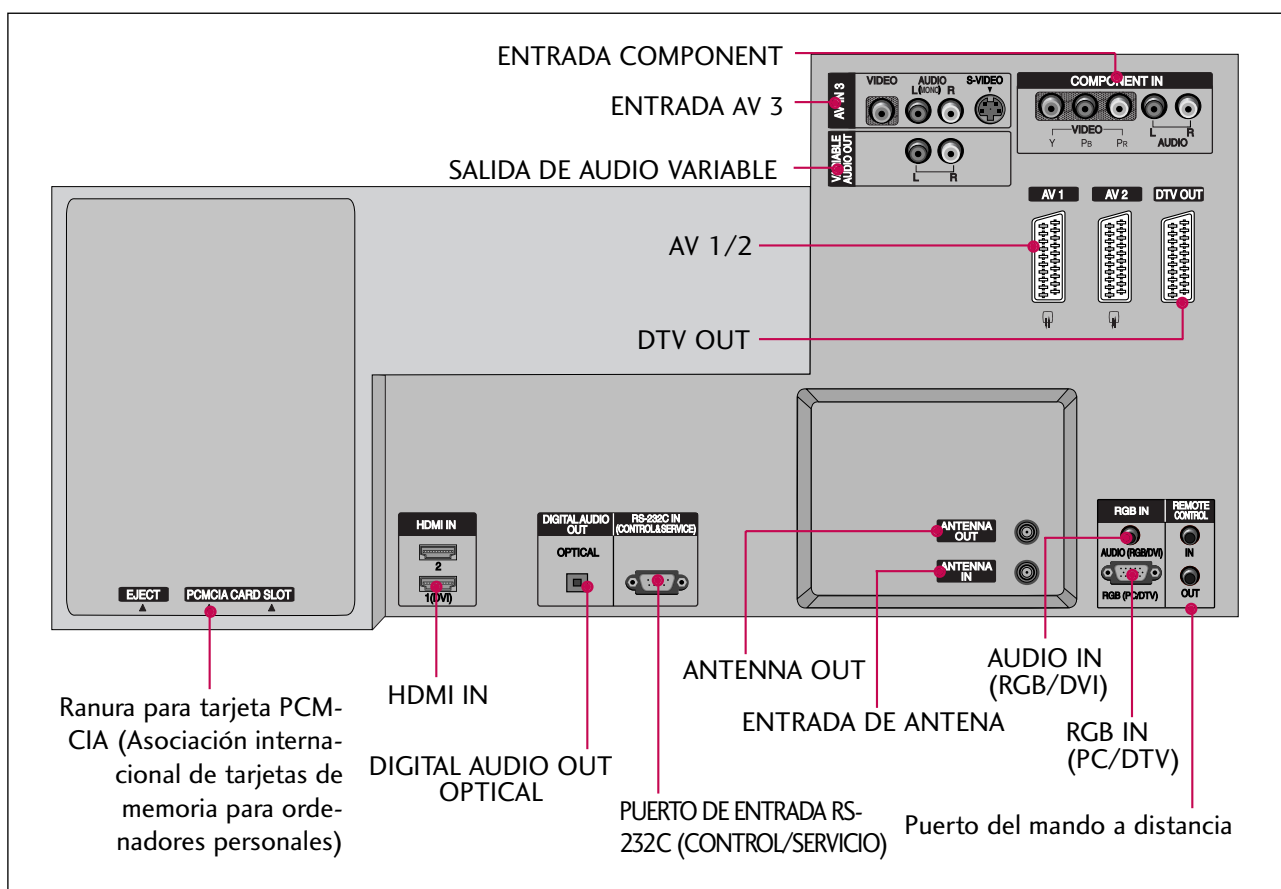 ENTRADA COMPONENT
ENTRADA AV 3
SALIDA DE AUDIO VARIABLE
AV 1/2
DTV OUT
AV IN 3
VIDEO
AUDIO
L(MONO) R
S-VIDEO
VARIABLE
AUDIO OUT
L R
COMPONENT IN
VIDEO
Y PB PR
L R
AUDIO
AV 1
AV 2
DTV OUT
EJECT
PCMCIA CARD SLOT
HDMI IN
2
1(DVI)
DIGITAL AUDIO
OUT
OPTICAL
RS-232C IN
(CONTROL&SERVICE)
ANTENNA
OUT
ANTENNA
IN
RGB IN
AUDIO (RGB/DVI)
RGB (PC/DTV)
REMOTE
CONTROL
IN
OUT
Ranura para tarjeta PCM-
CIA (Asociación interna-
cional de tarjetas de
memoria para orde-
nadores personales)
HDMI IN
DIGITAL AUDIO OUT
OPTICAL
PUERTO DE ENTRADA RS-
232C (CONTROL/SERVICIO)
ANTENNA OUT
ENTRADA DE ANTENA
AUDIO IN
(RGB/DVI)
RGB IN
(PC/DTV)
Puerto del mando a distancia